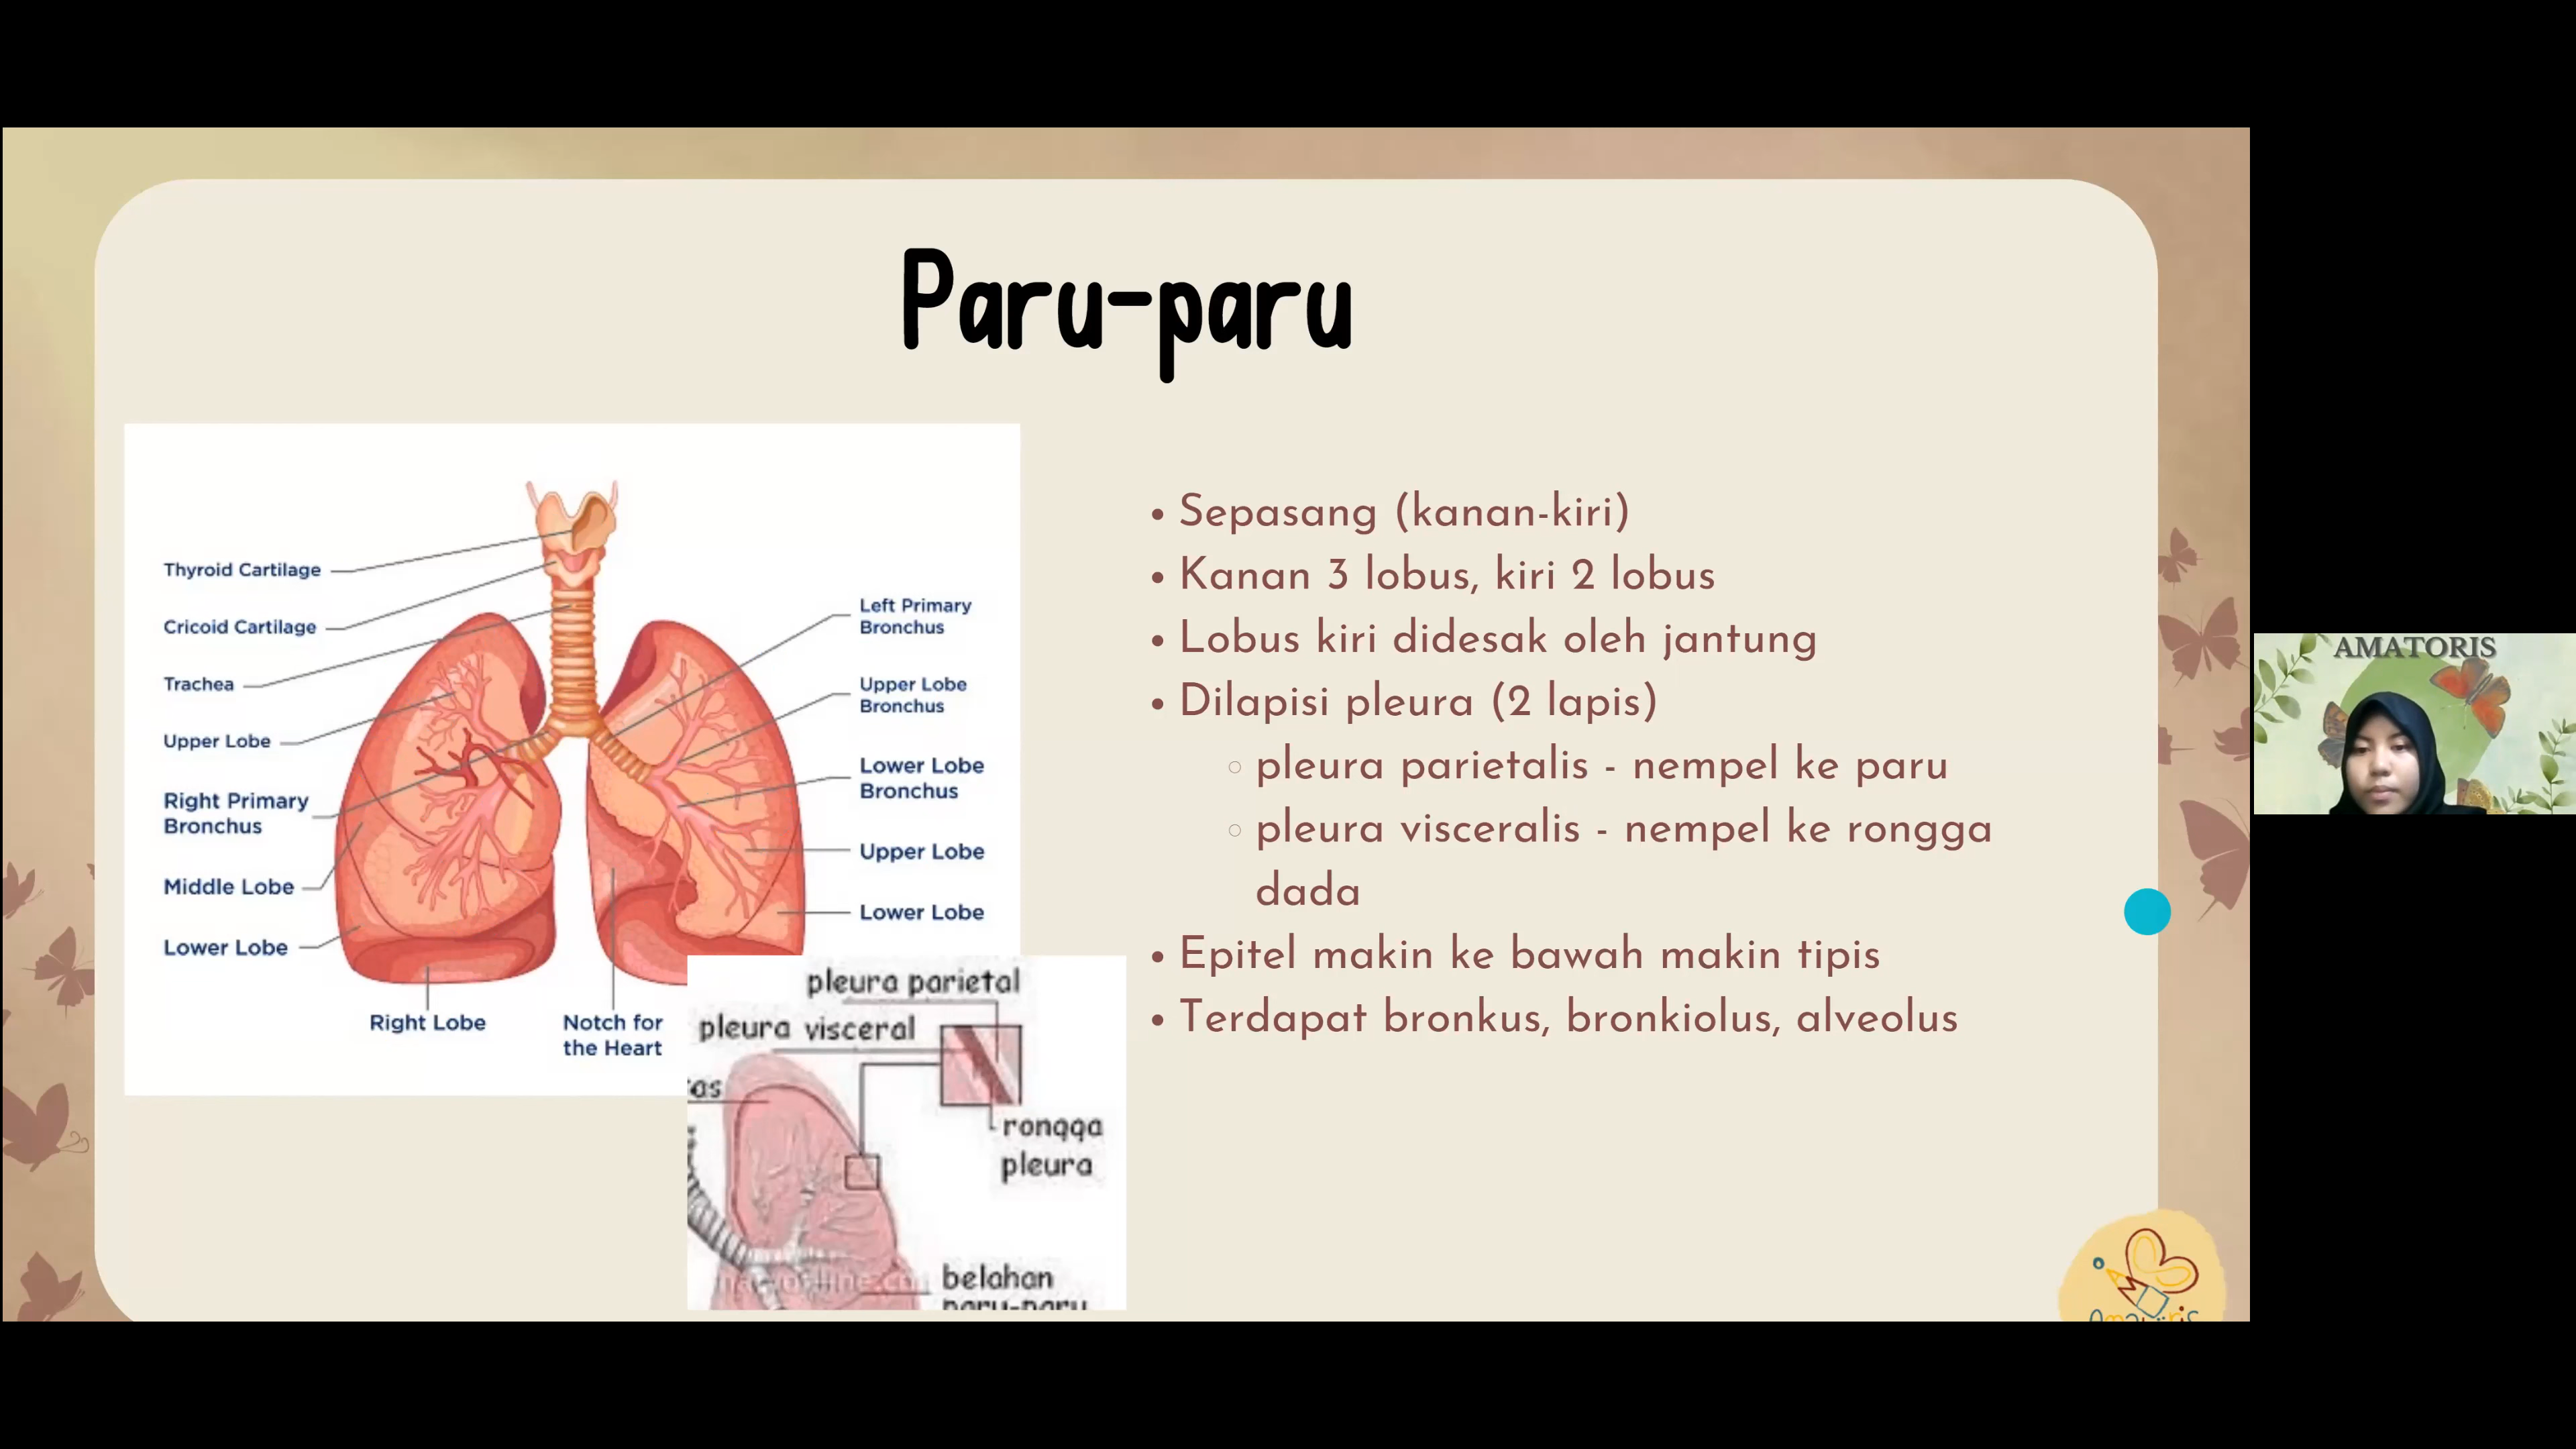 Paru-paru
Thyroid Cartilage
Cricoid Cartilage
Trachea
Upper Lobe
Right Primary
Bronchus
Middle Lobe
Lower Lobe
Right Lobe
Notch for
the Heart
Left Primary
Bronchus
Upper Lobe
Bronchus
Lower Lobe
Bronchus
Upper Lobe
Lower Lobe
pleura parietal
pleura visceral
as
rongga
pleura
belahan
paru-paru
• Sepasang (kanan-kiri)
• Kanan 3 lobus, kiri 2 lobus
• Lobus kiri didesak oleh jantung
• Dilapisi pleura (2 lapis)
◦ pleura parietalis - nempel ke paru
◦ pleura visceralis - nempel ke rongga
dada
• Epitel makin ke bawah makin tipis
• Terdapat bronkus, bronkiolus, alveolus
AMATORIS
Amatoris